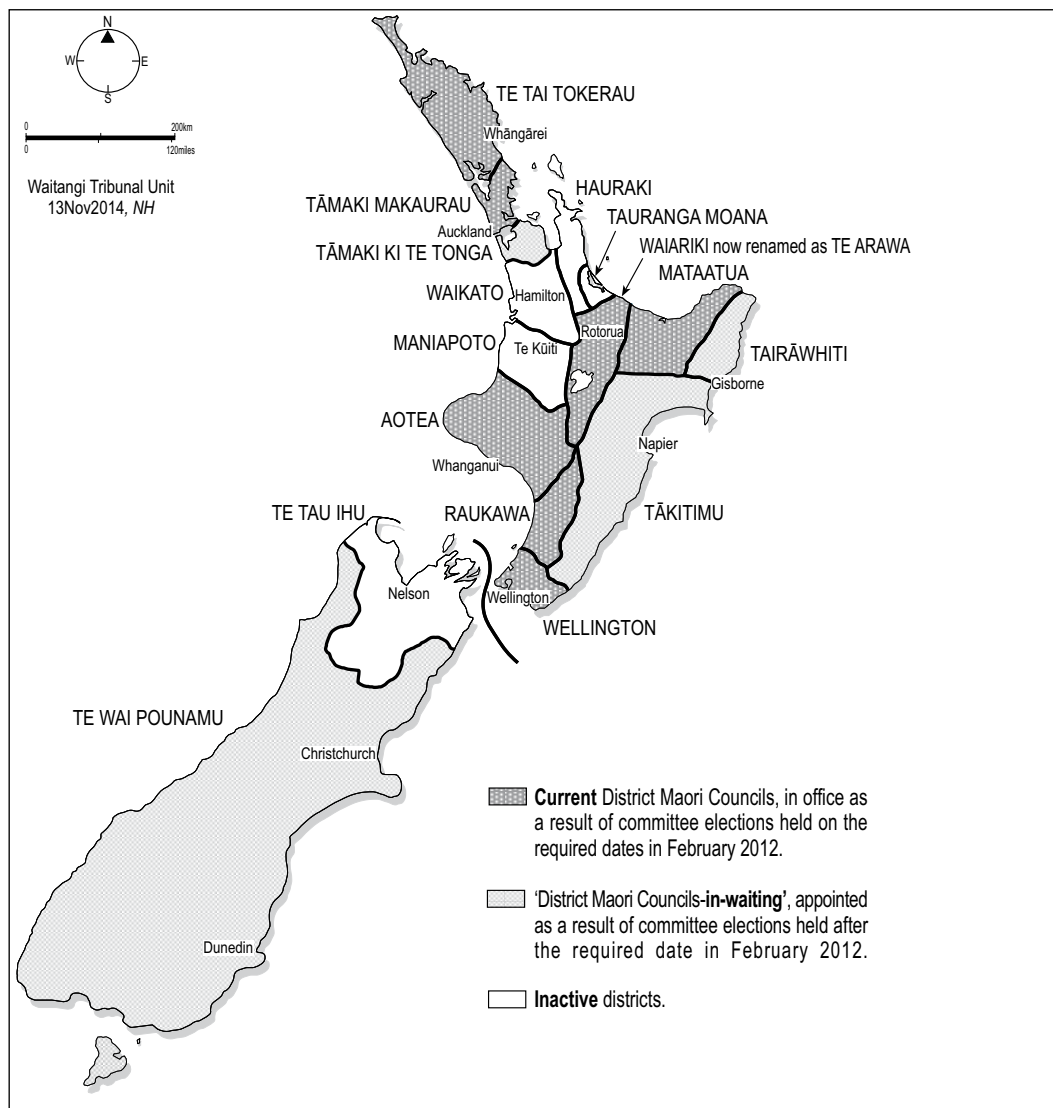 N
W
E
S
0
200km
0
120miles
Waitangi Tribunal Unit
13Nov2014, NH
TE TAI TOKERAU
Whāngārei
HAURAKI
TĀMAKI MAKAURAU
TAURANGA MOANA
Auckland
WAIARIKI now renamed as TE ARAWA
TĀMAKI KI TE TONGA
MATAATUA
WAIKATO
Hamilton
Rotorua
MANIAPOTO
Te Kūiti
TAIRĀWHITI
Gisborne
AOTEA
Napier
Whanganui
TE TAU IHU
RAUKAWA
TĀKITIMU
Nelson
Wellington
WELLINGTON
TE WAI POUNAMU
Christchurch
Dunedin
Current District Maori Councils, in office as
a result of committee elections held on the
required dates in February 2012.
‘District Maori Councils-in-waiting’, appointed
as a result of committee elections held after
the required date in February 2012.
Inactive districts.